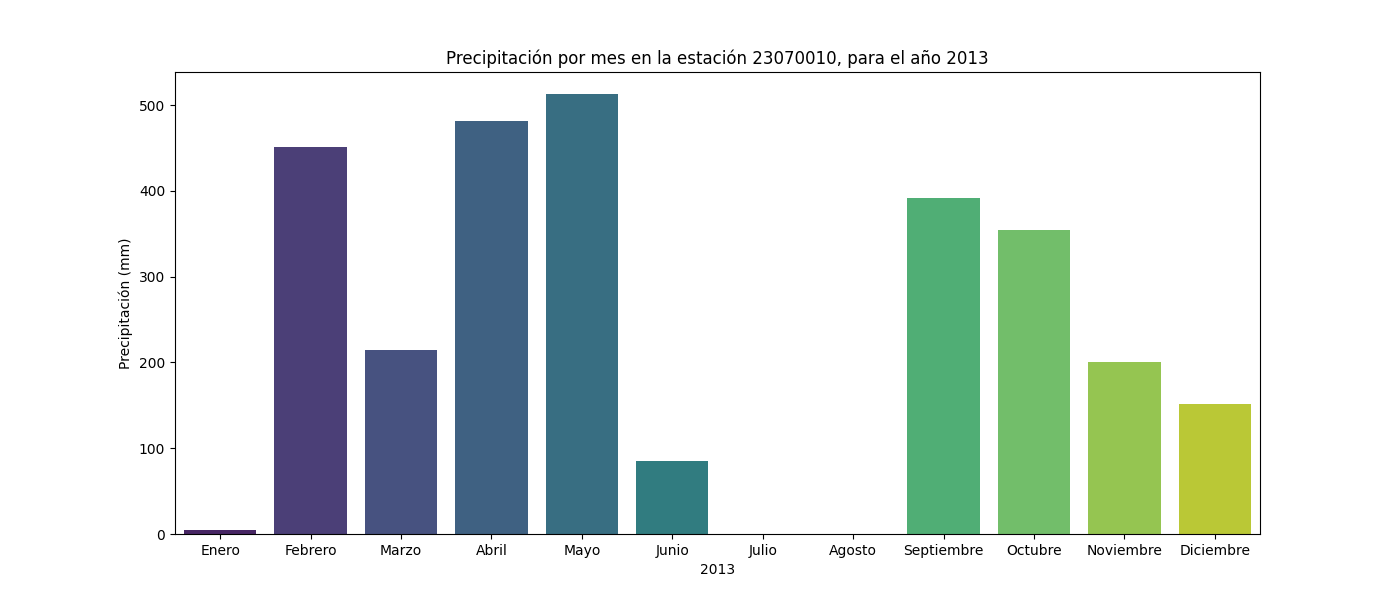 Precipitación por mes en la estación 23070010, para el año 2013
Precipitación (mm)
500
400
300
200
100
0
Enero Febrero Marzo Abril Mayo Junio Julio Agosto Septiembre Octubre Noviembre Diciembre
2013